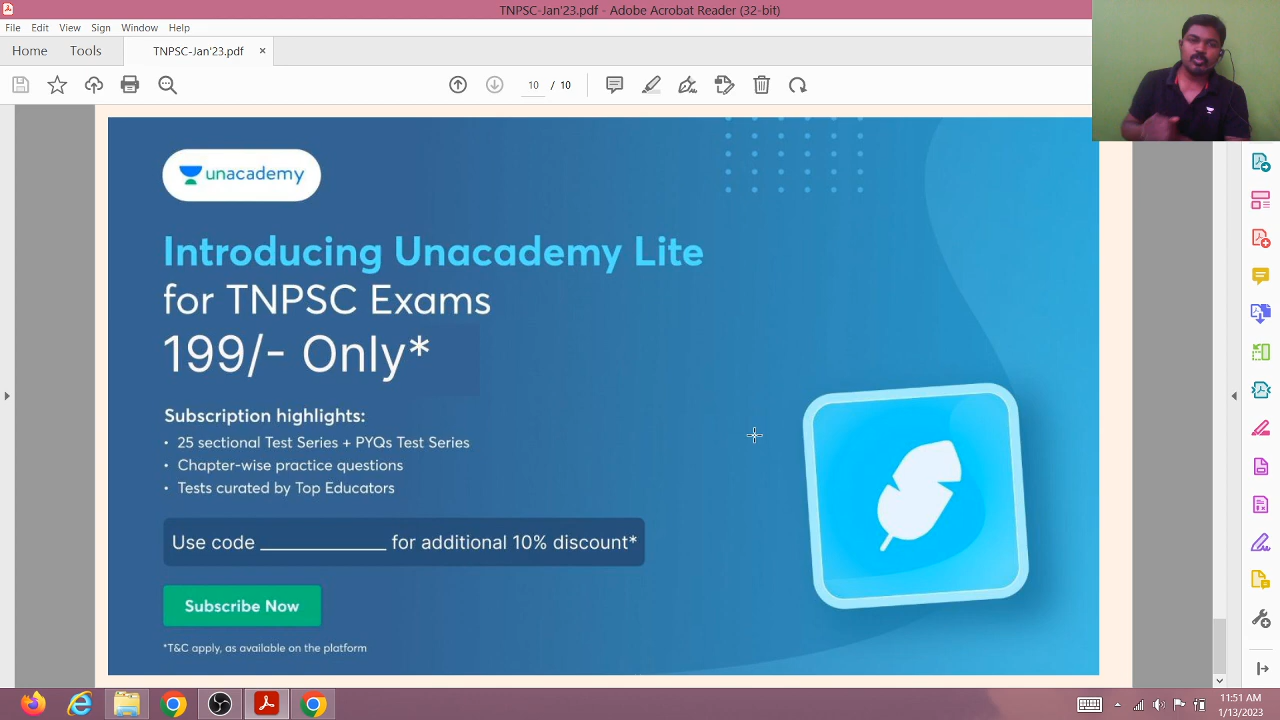 TNPSC-Jan'23.pdf - Adobe Acrobat Reader (32-bit)
File Edit View Sign Window Help
Home Tools TNPSC-Jan'23.pdf ×
10 / 10
unacademy
Introducing Unacademy Lite
for TNPSC Exams
199/- Only*
Subscription highlights:
• 25 sectional Test Series + PYQs Test Series
• Chapter-wise practice questions
• Tests curated by Top Educators
Use code ____________ for additional 10% discount*
Subscribe Now
*T&C apply, as available on the platform
11:51 AM
1/13/2023